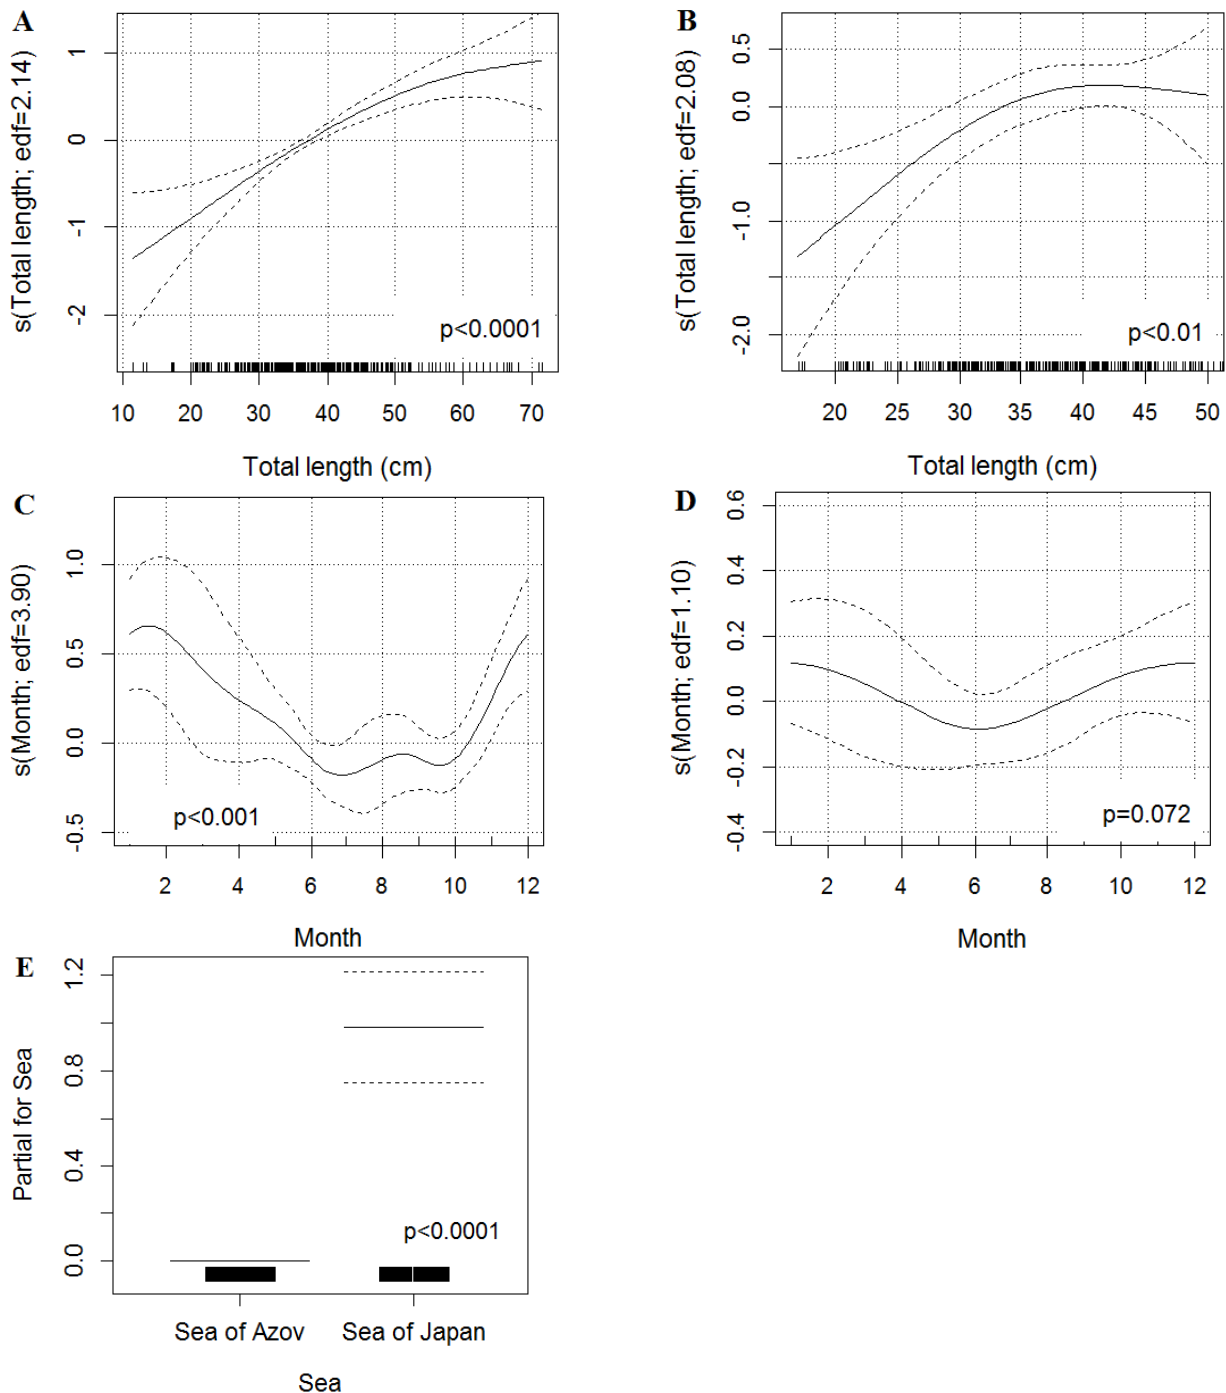 A
s(Total length; edf=2.14)
1
0
-1
-2
p<0.0001
10 20 30 40 50 60 70
Total length (cm)
B
s(Total length; edf=2.08)
0.5
0.0
-1.0
-2.0
p<0.01
20 25 30 35 40 45 50
Total length (cm)
C
s(Month; edf=3.90)
1.0
0.5
0.0
-0.5
p<0.001
2 4 6 8 10 12
Month
D
s(Month; edf=1.10)
0.6
0.4
0.2
0.0
-0.2
-0.4
p=0.072
2 4 6 8 10 12
Month
E
Partial for Sea
1.2
0.8
0.4
0.0
p<0.0001
Sea of Azov Sea of Japan
Sea